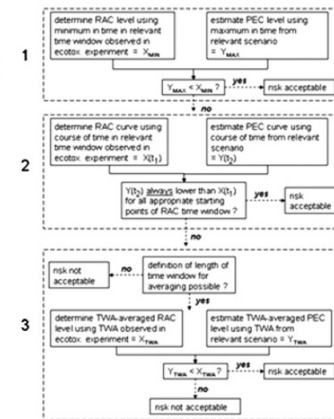 1
determine RAC level using
minimum in time in relevant
time window observed in
ecotox experiment = XMIN
estimate PEC level using
maximum in time from
relevant scenario
= YMAX
YMAX < XMIN ?
yes
risk acceptable
no
2
determine RAC curve using
course of time in relevant
time window observed in
ecotox experiment = X(t1)
estimate PEC curve using
course of time from relevant
scenario
= Y(t2)
Y(t2) always lower than X(t1)
for all appropriate starting
points of RAC time window ?
yes
risk
acceptable
no
3
risk not
acceptable
no
definition of length of
time window for
averaging possible ?
yes
determine TWA-averaged RAC
level using TWA observed in
ecotox experiment = XTWA
estimate TWA-averaged PEC
level using TWA from
relevant scenario = YTWA
YTWA < XTWA?
yes
risk acceptable
no
risk not acceptable